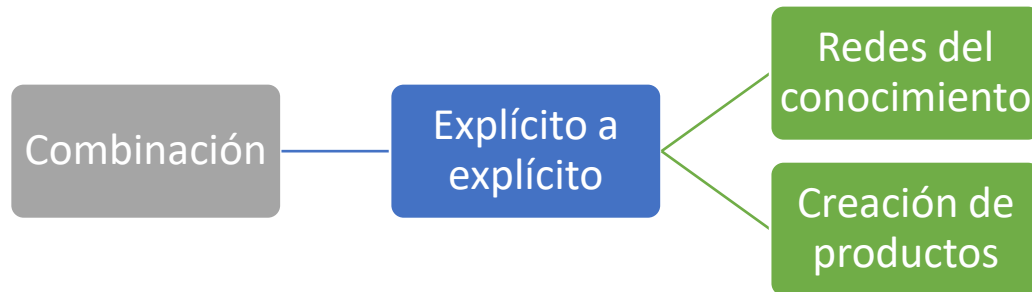 Combinación
Explícito a
explícito
Redes del
conocimiento
Creación de
productos